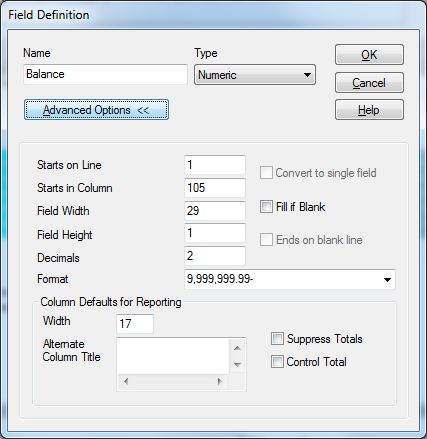 Field Definition
Name
Type
OK
Balance
Numeric
Cancel
Advanced Options <<
Help
Starts on Line
1
Convert to single field
Starts in Column
105
Field Width
29
Fill if Blank
Field Height
1
Ends on blank line
Decimals
2
Format
9,999,999.99-
Column Defaults for Reporting
Width
17
Alternate
Column Title
Suppress Totals
Control Total